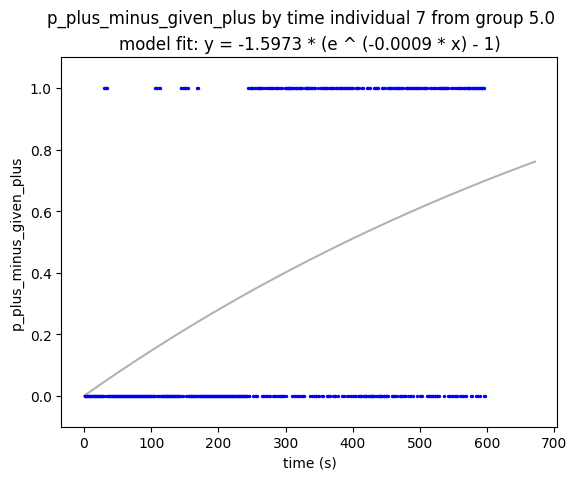 p_plus_minus_given_plus by time individual 7 from group 5.0
model fit: y = -1.5973 * (e ^ (-0.0009 * x) - 1)
1.0
0.8
0.6
0.4
0.2
0.0
p_plus_minus_given_plus
0 100 200 300 400 500 600 700
time (s)